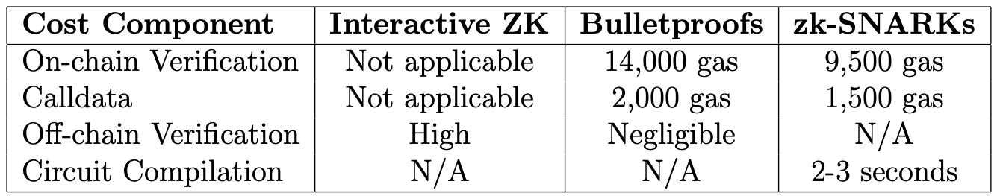 Cost Component Interactive ZK Bulletproofs zk-SNARKs
On-chain Verification Not applicable 14,000 gas 9,500 gas
Calldata Not applicable 2,000 gas 1,500 gas
Off-chain Verification High Negligible N/A
Circuit Compilation N/A N/A 2-3 seconds